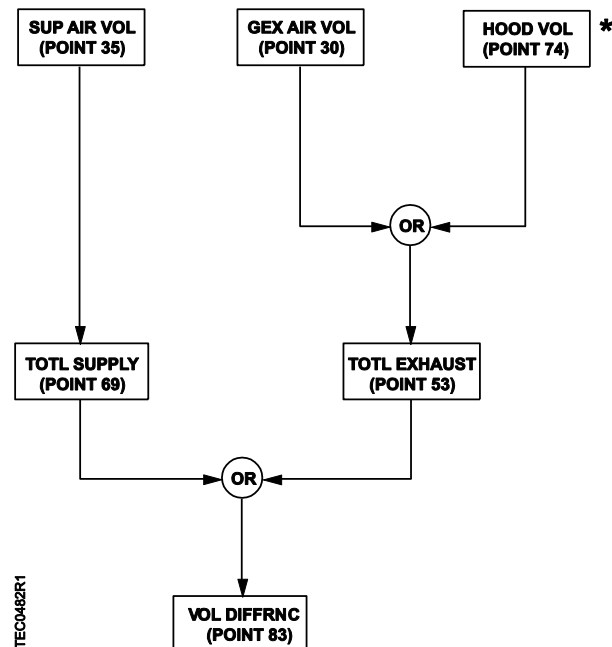 SUP AIR VOL
(POINT 35)
GEX AIR VOL
(POINT 30)
HOOD VOL
(POINT 74)
*
OR
TOTL SUPPLY
(POINT 69)
TOTL EXHAUST
(POINT 53)
OR
VOL DIFFRNC
(POINT 83)
TEC0482R1